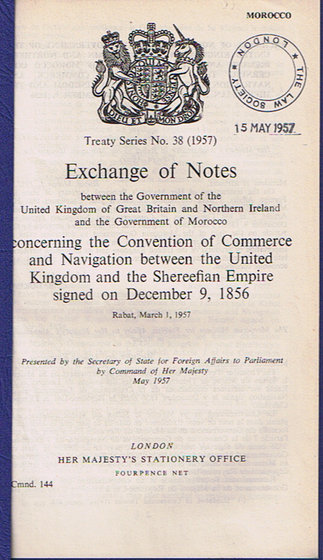 MOROCCO
THE LAW SOCIETY * LONDON *
15 MAY 1957
DIEU ET MON DROIT
Treaty Series No. 38 (1957)
Exchange of Notes
between the Government of the
United Kingdom of Great Britain and Northern Ireland
and the Government of Morocco
concerning the Convention of Commerce
and Navigation between the United
Kingdom and the Shereefian Empire
signed on December 9, 1856
Rabat, March 1, 1957
Presented by the Secretary of State for Foreign Affairs to Parliament
by Command of Her Majesty
May 1957
LONDON
HER MAJESTY'S STATIONERY OFFICE
FOURPENCE NET
Cmnd. 144